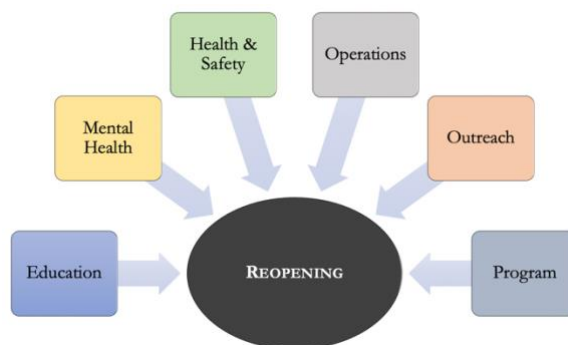 Health &
Safety
Operations
Mental
Health
Outreach
Education
REOPENING
Program